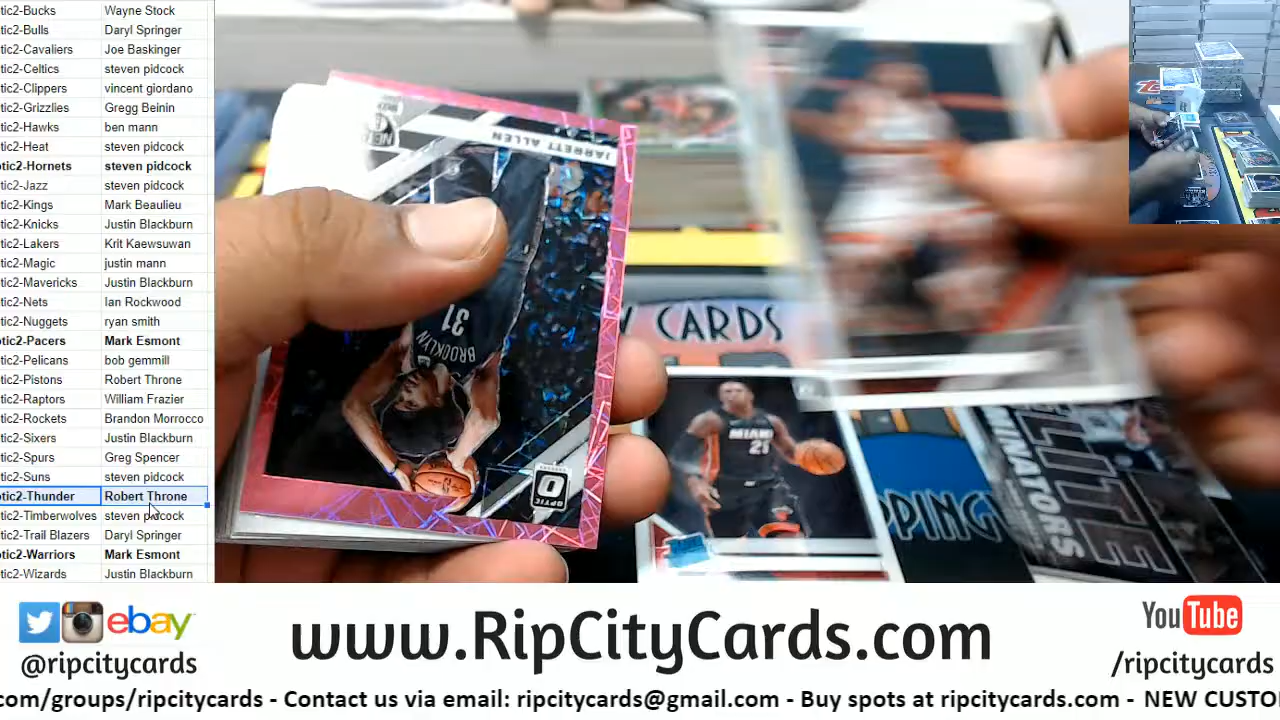 tic2-Bucks Wayne Stock
tic2-Bulls Daryl Springer
tic2-Cavaliers Joe Baskinger
tic2-Celtics steven pidcock
tic2-Clippers vincent giordano
tic2-Grizzlies Gregg Beinin
tic2-Hawks ben mann
tic2-Heat steven pidcock
ptic2-Hornets steven pidcock
tic2-Jazz steven pidcock
tic2-Kings Mark Beaulieu
tic2-Knicks Justin Blackburn
tic2-Lakers Krit Kaewsuwan
tic2-Magic justin mann
tic2-Mavericks Justin Blackburn
tic2-Nets Ian Rockwood
tic2-Nuggets ryan smith
ptic2-Pacers Mark Esmont
tic2-Pelicans bob gemmill
tic2-Pistons Robert Throne
tic2-Raptors William Frazier
tic2-Rockets Brandon Morrocco
tic2-Sixers Justin Blackburn
tic2-Spurs Greg Spencer
tic2-Suns steven pidcock
ptic2-Thunder Robert Throne
tic2-Timberwolves steven pidcock
tic2-Trail Blazers Daryl Springer
ptic2-Warriors Mark Esmont
tic2-Wizards Justin Blackburn
JARRETT ALLEN
31
BROOKLYN
OPTIC
CARDS
MIAMI
21
PPING
ELITE
MINATORS
ebay
@ripcitycards
www.RipCityCards.com
YouTube
/ripcitycards
com/groups/ripcitycards - Contact us via email: ripcitycards@gmail.com - Buy spots at ripcitycards.com - NEW CUSTO